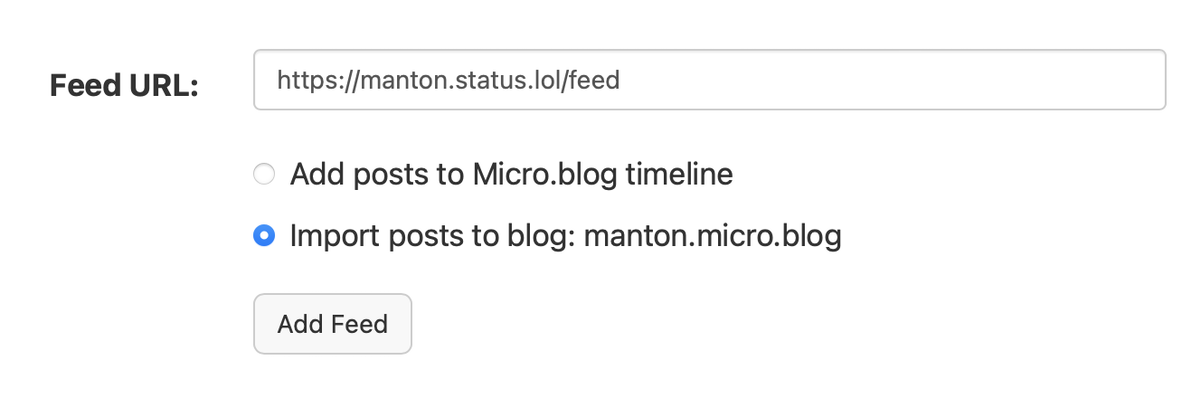 Feed URL: https://manton.status.lol/feed
Add posts to Micro.blog timeline
Import posts to blog: manton.micro.blog
Add Feed